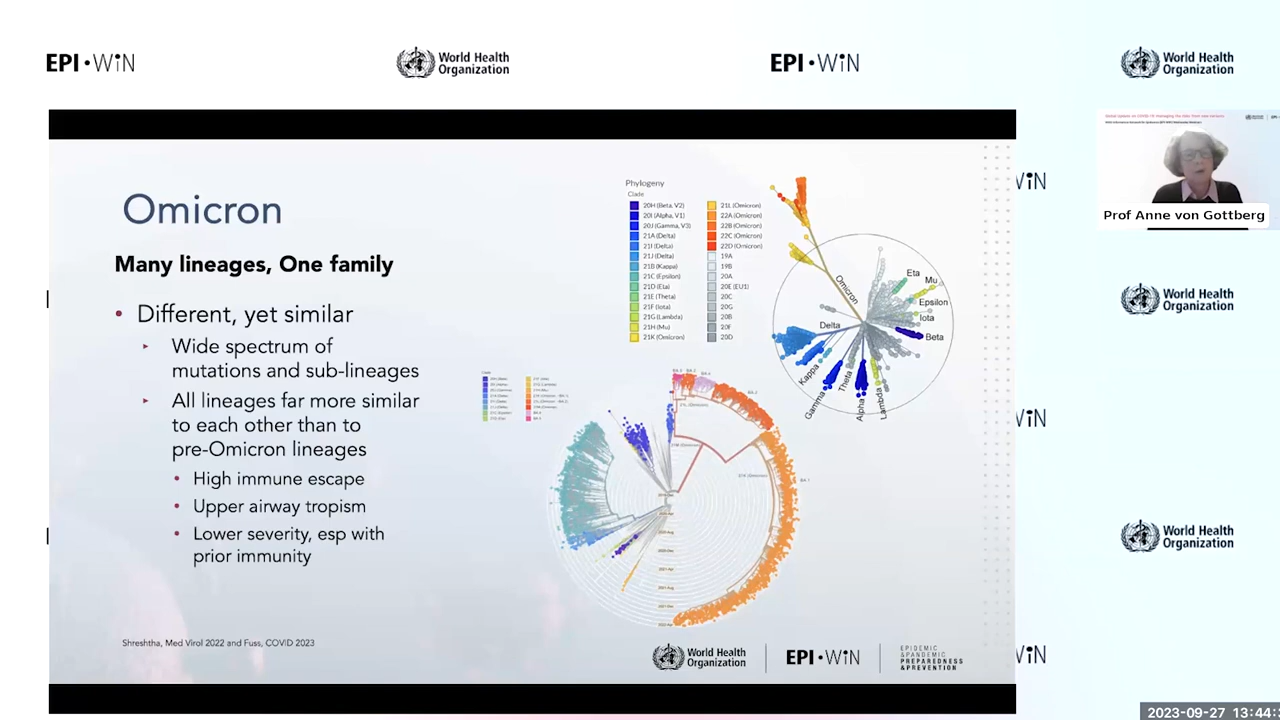 EPI•WiN
World Health
Organization
EPI•WiN
World Health
Organization
Prof Anne von Gottberg
World Health
Organization
World Health
Organization
Omicron
Many lineages, One family
• Different, yet similar
‣ Wide spectrum of
mutations and sub-lineages
‣ All lineages far more similar
to each other than to
pre-Omicron lineages
• High immune escape
• Upper airway tropism
• Lower severity, esp with
prior immunity
Shreshtha, Med Virol 2022 and Fuss, COVID 2023
Phylogeny
Clade
20H (Beta, V2)
20I (Alpha, V1)
20J (Gamma, V3)
21A (Delta)
21I (Delta)
21J (Delta)
21B (Kappa)
21C (Epsilon)
21D (Eta)
21E (Theta)
21F (Iota)
21G (Lambda)
21H (Mu)
21K (Omicron)
21L (Omicron)
22A (Omicron)
22B (Omicron)
22C (Omicron)
22D (Omicron)
19A
19B
20A
20E (EU1)
20C
20G
20B
20F
20D
Omicron
Eta
Mu
Epsilon
Iota
Beta
Delta
Kappa
Gamma
Theta
Alpha
Lambda
World Health
Organization
EPI•WiN
EPIDEMIC
&PANDEMIC
PREPAREDNESS
&PREVENTION
2023-09-27 13:44: